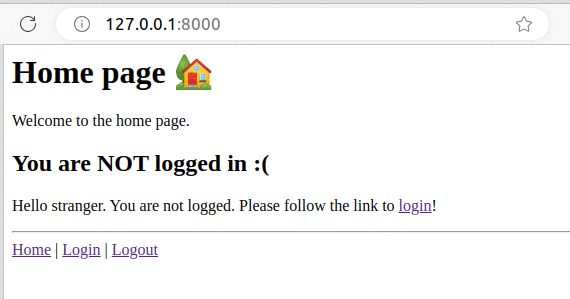 127.0.0.1:8000
Home page 🏡
Welcome to the home page.
You are NOT logged in :(
Hello stranger. You are not logged. Please follow the link to login!
Home | Login | Logout